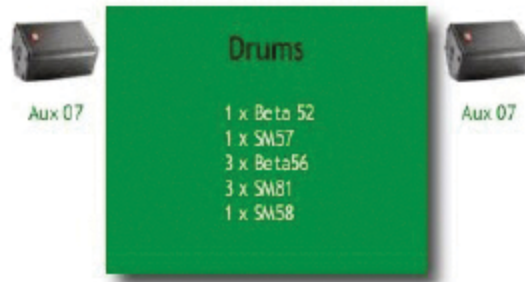 Drums
Aux 07
Aux 07
1 x Beta 52
1 x SM57
3 x Beta56
3 x SM81
1 x SM58